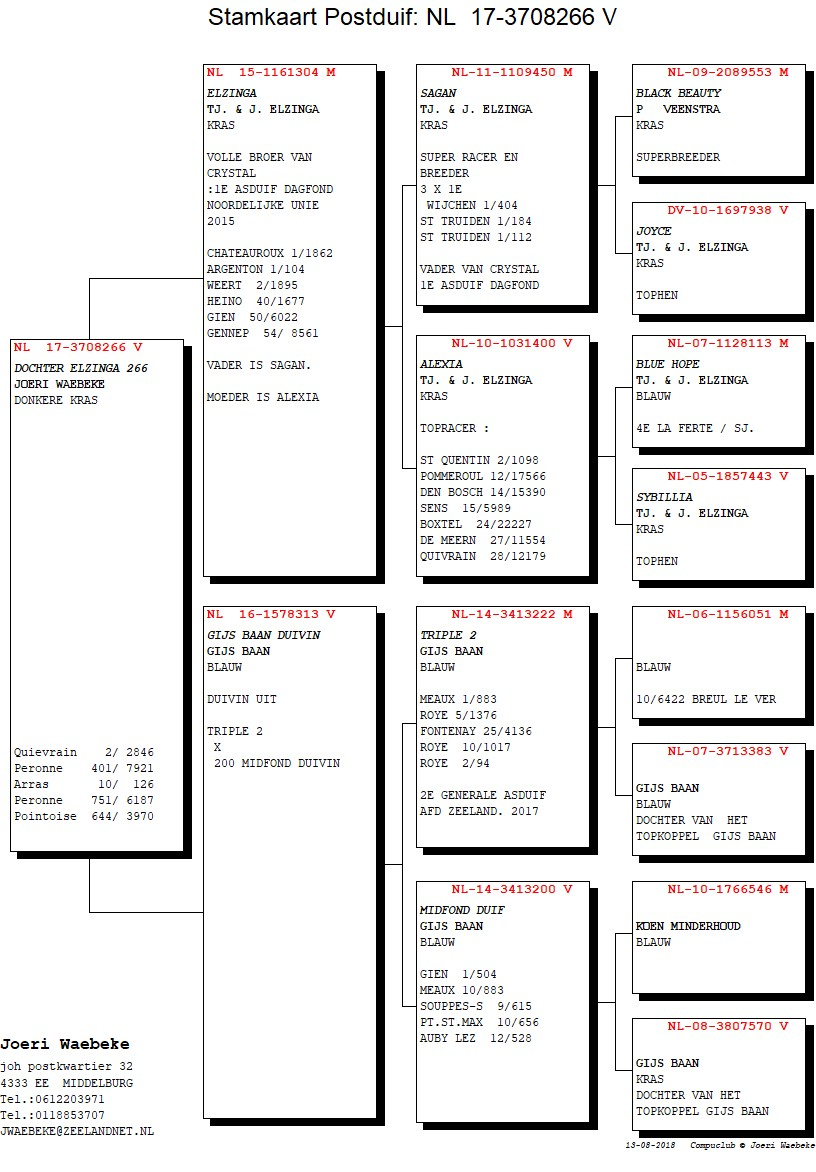 Stamkaart Postduif: NL  17-3708266 V
NL  17-3708266 V
DOCHTER ELZINGA 266
JOERI WAEBEKE
DONKERE KRAS
Quievrain    2/ 2846
Peronne    401/ 7921
Arras       10/  126
Peronne    751/ 6187
Pointoise  644/ 3970
NL  15-1161304 M
ELZINGA
TJ. & J. ELZINGA
KRAS
VOLLE BROER VAN
CRYSTAL
:1E ASDUIF DAGFOND
NOORDELIJKE UNIE
2015
CHATEAUROUX 1/1862
ARGENTON 1/104
WEERT  2/1895
HEINO  40/1677
GIEN  50/6022
GENNEP  54/ 8561
VADER IS SAGAN.
MOEDER IS ALEXIA
NL  16-1578313 V
GIJS BAAN DUIVIN
GIJS BAAN
BLAUW
DUIVIN UIT
TRIPLE 2
X
200 MIDFOND DUIVIN
NL-11-1109450 M
SAGAN
TJ. & J. ELZINGA
KRAS
SUPER RACER EN
BREEDER
3 X 1E
WIJCHEN 1/404
ST TRUIDEN 1/184
ST TRUIDEN 1/112
VADER VAN CRYSTAL
1E ASDUIF DAGFOND
NL-10-1031400 V
ALEXIA
TJ. & J. ELZINGA
KRAS
TOPRACER :
ST QUENTIN 2/1098
POMMEROUL 12/17566
DEN BOSCH 14/15390
SENS  15/5989
BOXTEL  24/22227
DE MEERN  27/11554
QUIVRAIN  28/12179
NL-14-3413222 M
TRIPLE 2
GIJS BAAN
BLAUW
MEAUX 1/883
ROYE 5/1376
FONTENAY 25/4136
ROYE  10/1017
ROYE  2/94
2E GENERALE ASDUIF
AFD ZEELAND. 2017
NL-14-3413200 V
MIDFOND DUIF
GIJS BAAN
BLAUW
GIEN  1/504
MEAUX 10/883
SOUPPES-S  9/615
PT.ST.MAX  10/656
AUBY LEZ  12/528
NL-09-2089553 M
BLACK BEAUTY
P   VEENSTRA
KRAS
SUPERBREEDER
DV-10-1697938 V
JOYCE
TJ. & J. ELZINGA
KRAS
TOPHEN
NL-07-1128113 M
BLUE HOPE
TJ. & J. ELZINGA
BLAUW
4E LA FERTE / SJ.
NL-05-1857443 V
SYBILLIA
TJ. & J. ELZINGA
KRAS
TOPHEN
NL-06-1156051 M
BLAUW
10/6422 BREUL LE VER
NL-07-3713383 V
GIJS BAAN
BLAUW
DOCHTER VAN  HET
TOPKOPPEL  GIJS BAAN
NL-10-1766546 M
KOEN MINDERHOUD
BLAUW
NL-08-3807570 V
GIJS BAAN
KRAS
DOCHTER VAN HET
TOPKOPPEL GIJS BAAN
Joeri Waebeke
joh postkwartier 32
4333 EE  MIDDELBURG
Tel.:0612203971
Tel.:0118853707
JWAEBEKE@ZEELANDNET.NL
13-08-2018   Compuclub © Joeri Waebeke